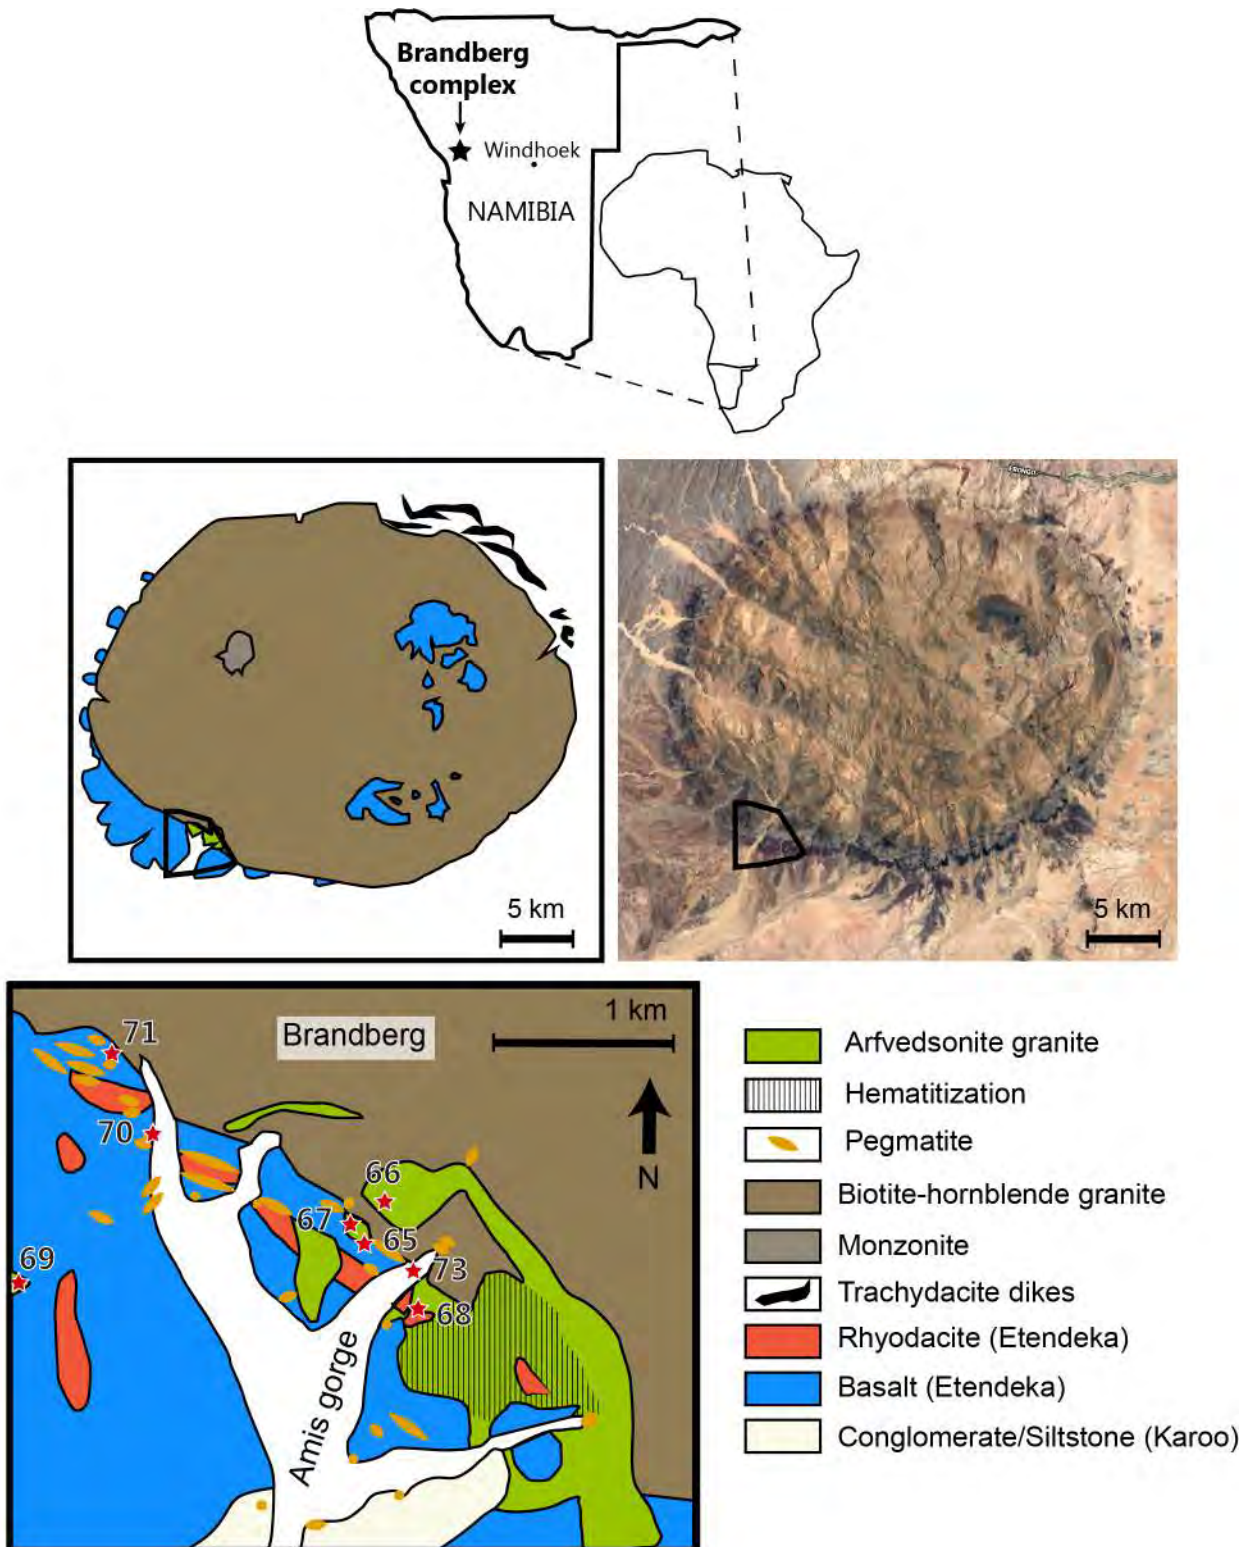 Brandberg
complex
Windhoek
NAMIBIA
5 km
5 km
1 km
Brandberg
N
71
70
69
66
67
65
73
68
Amis gorge
Arfvedsonite granite
Hematitization
Pegmatite
Biotite-hornblende granite
Monzonite
Trachydacite dikes
Rhyodacite (Etendeka)
Basalt (Etendeka)
Conglomerate/Siltstone (Karoo)